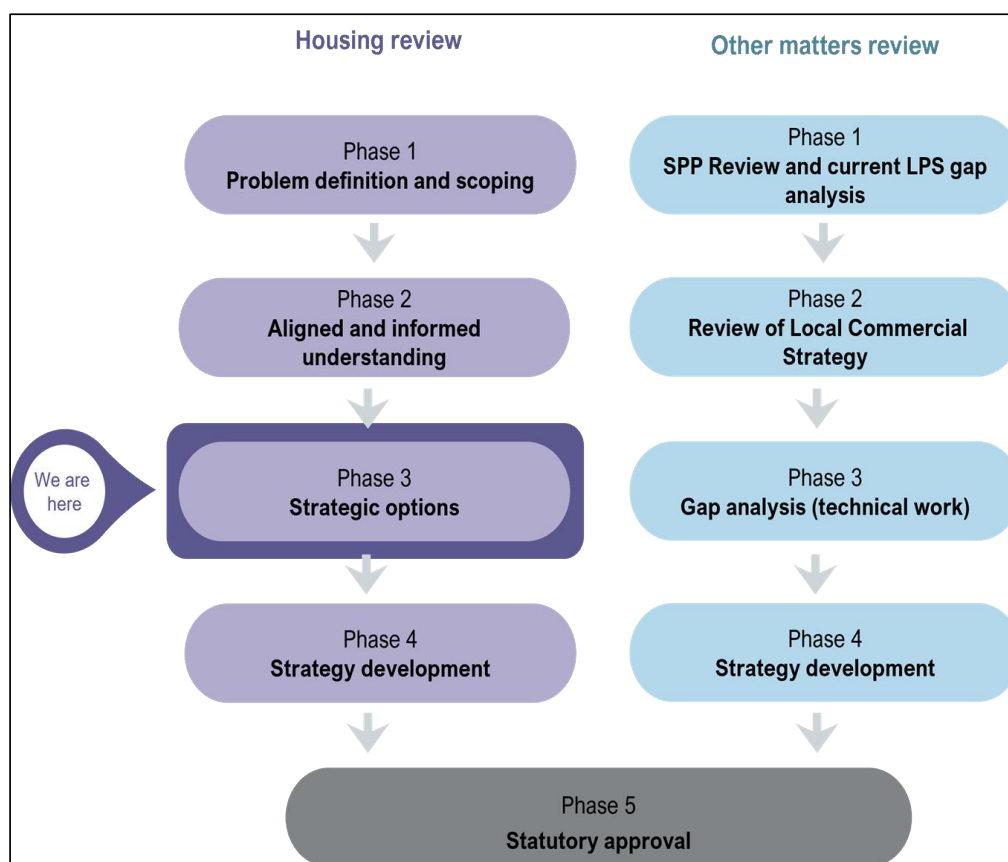 Housing review
Other matters review
Phase 1
Problem definition and scoping
Phase 1
SPP Review and current LPS gap
analysis
Phase 2
Aligned and informed
understanding
Phase 2
Review of Local Commercial
Strategy
We are
here
Phase 3
Strategic options
Phase 3
Gap analysis (technical work)
Phase 4
Strategy development
Phase 4
Strategy development
Phase 5
Statutory approval